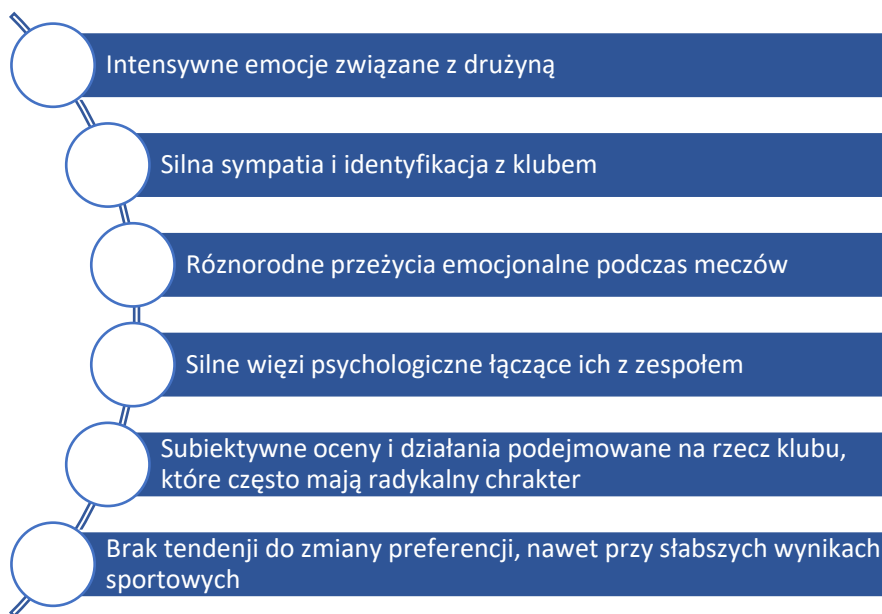 Intensywne emocje związane z drużyną
Silna sympatia i identyfikacja z klubem
Róznorodne przeżycia emocjonalne podczas meczów
Silne więzi psychologiczne łączące ich z zespołem
Subiektywne oceny i działania podejmowane na rzecz klubu,
które często mają radykalny chrakter
Brak tendenji do zmiany preferencji, nawet przy słabszych wynikach
sportowych